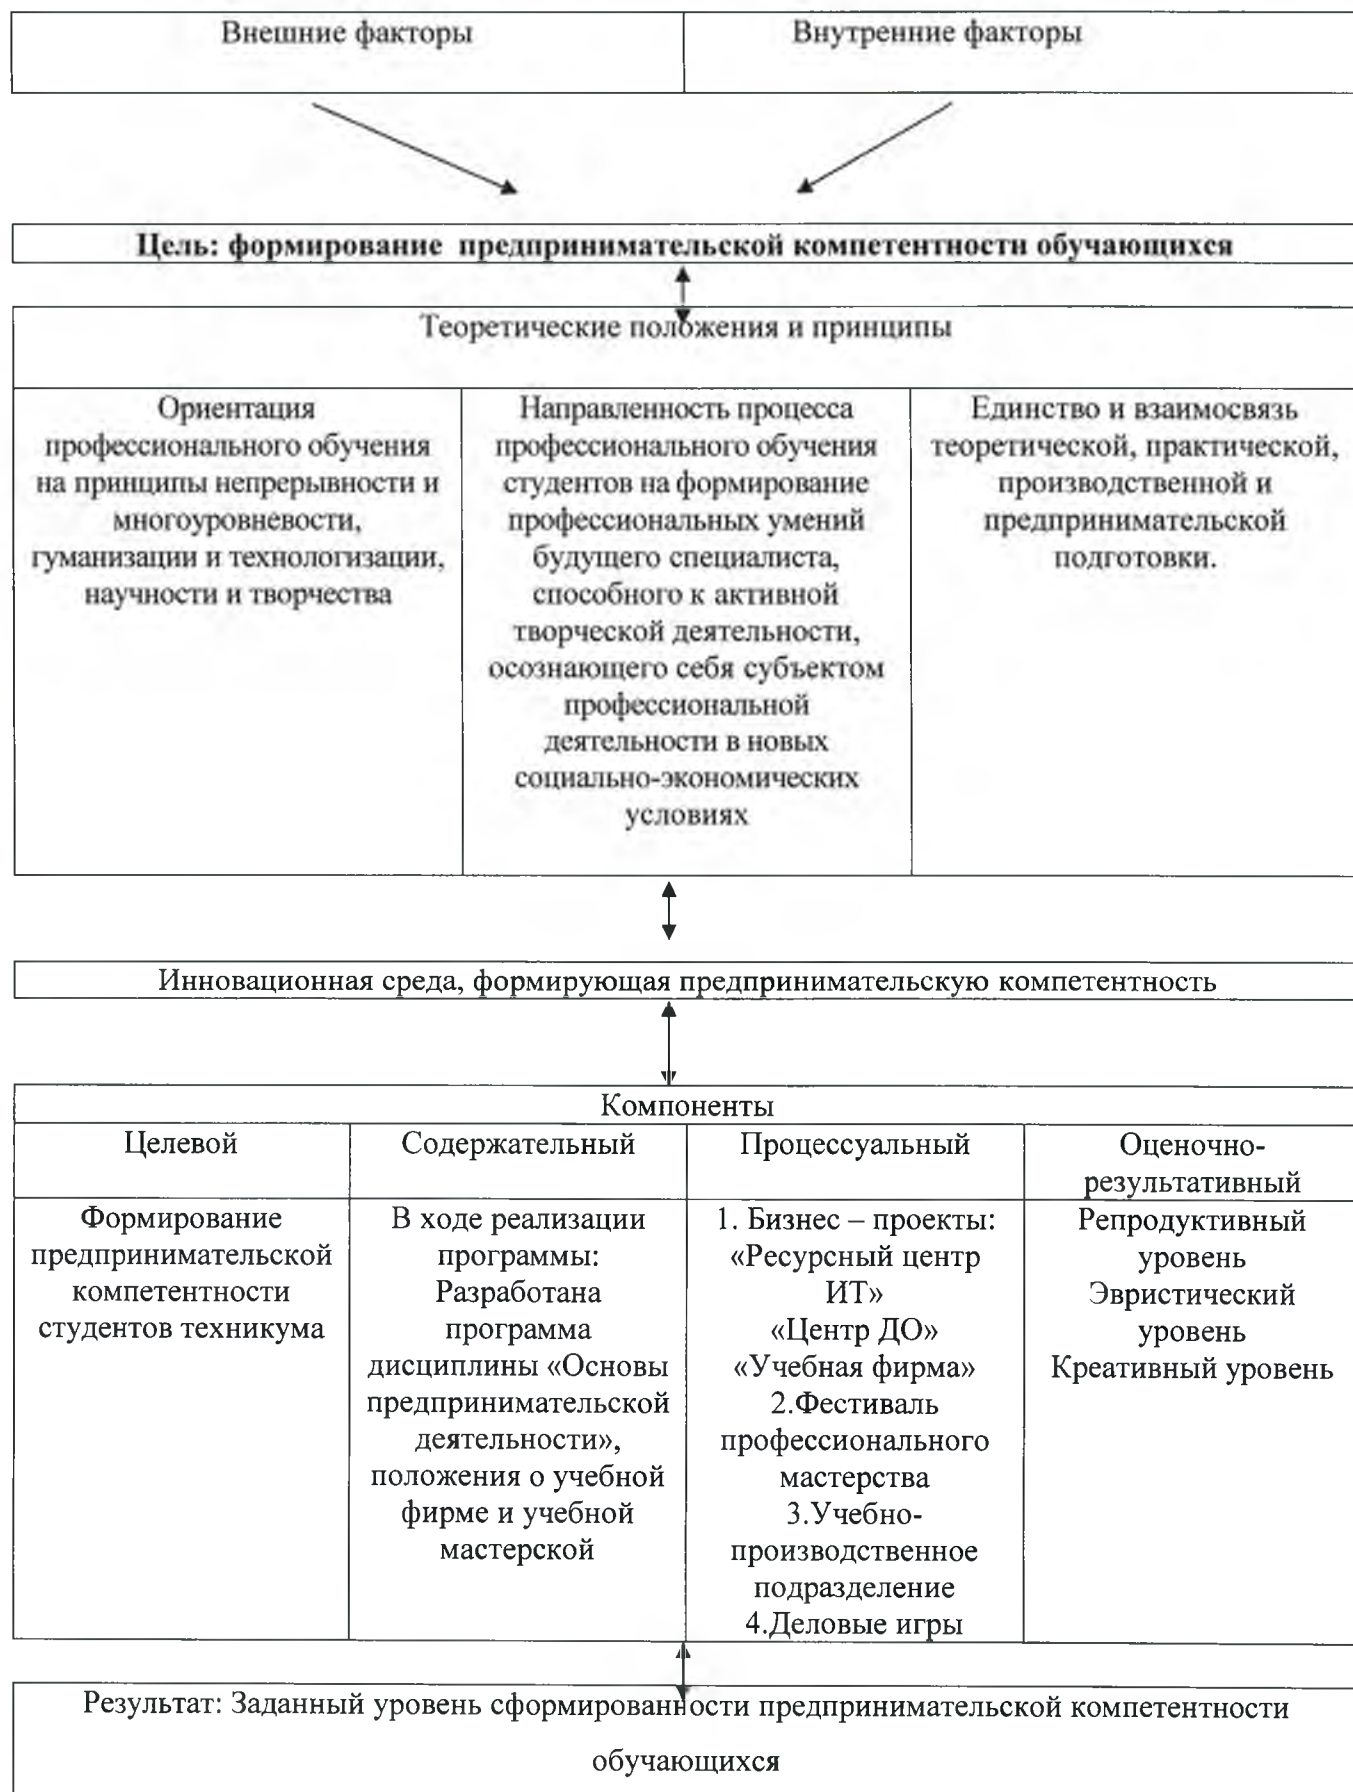 Внешние факторы
Внутренние факторы
Цель: формирование предпринимательской компетентности обучающихся
Теоретические положения и принципы
Ориентация
профессионального обучения
на принципы непрерывности и
многоуровневости,
гуманизации и технологизации,
научности и творчества
Направленность процесса
профессионального обучения
студентов на формирование
профессиональных умений
будущего специалиста,
способного к активной
творческой деятельности,
осознающего себя субъектом
профессиональной
деятельности в новых
социально-экономических
условиях
Единство и взаимосвязь
теоретической, практической,
производственной и
предпринимательской
подготовки.
Инновационная среда, формирующая предпринимательскую компетентность
Компоненты
Целевой
Содержательный
Процессуальный
Оценочно-
результативный
Формирование
предпринимательской
компетентности
студентов техникума
В ходе реализации
программы:
Разработана
программа
дисциплины «Основы
предпринимательской
деятельности»,
положения о учебной
фирме и учебной
мастерской
1. Бизнес – проекты:
«Ресурсный центр
ИТ»
«Центр ДО»
«Учебная фирма»
2.Фестиваль
профессионального
мастерства
3.Учебно-
производственное
подразделение
4.Деловые игры
Репродуктивный
уровень
Эвристический
уровень
Креативный уровень
Результат: Заданный уровень сформированности предпринимательской компетентности
обучающихся